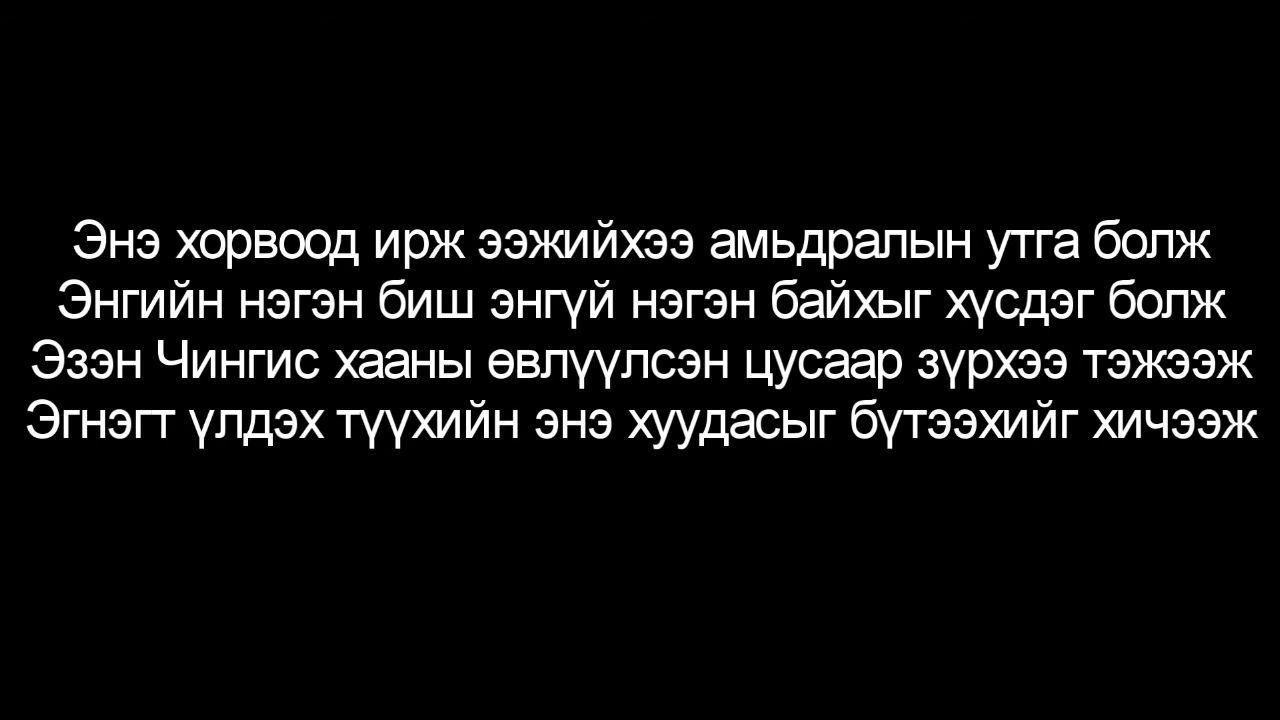 Энэ хорвоод ирж ээжийхээ амьдралын утга болж
Энгийн нэгэн биш энгүй нэгэн байхыг хүсдэг болж
Эзэн Чингис хааны өвлүүлсэн цусаар зүрхээ тэжээж
Эгнэгт үлдэх түүхийн энэ хуудасыг бүтээхийг хичээж